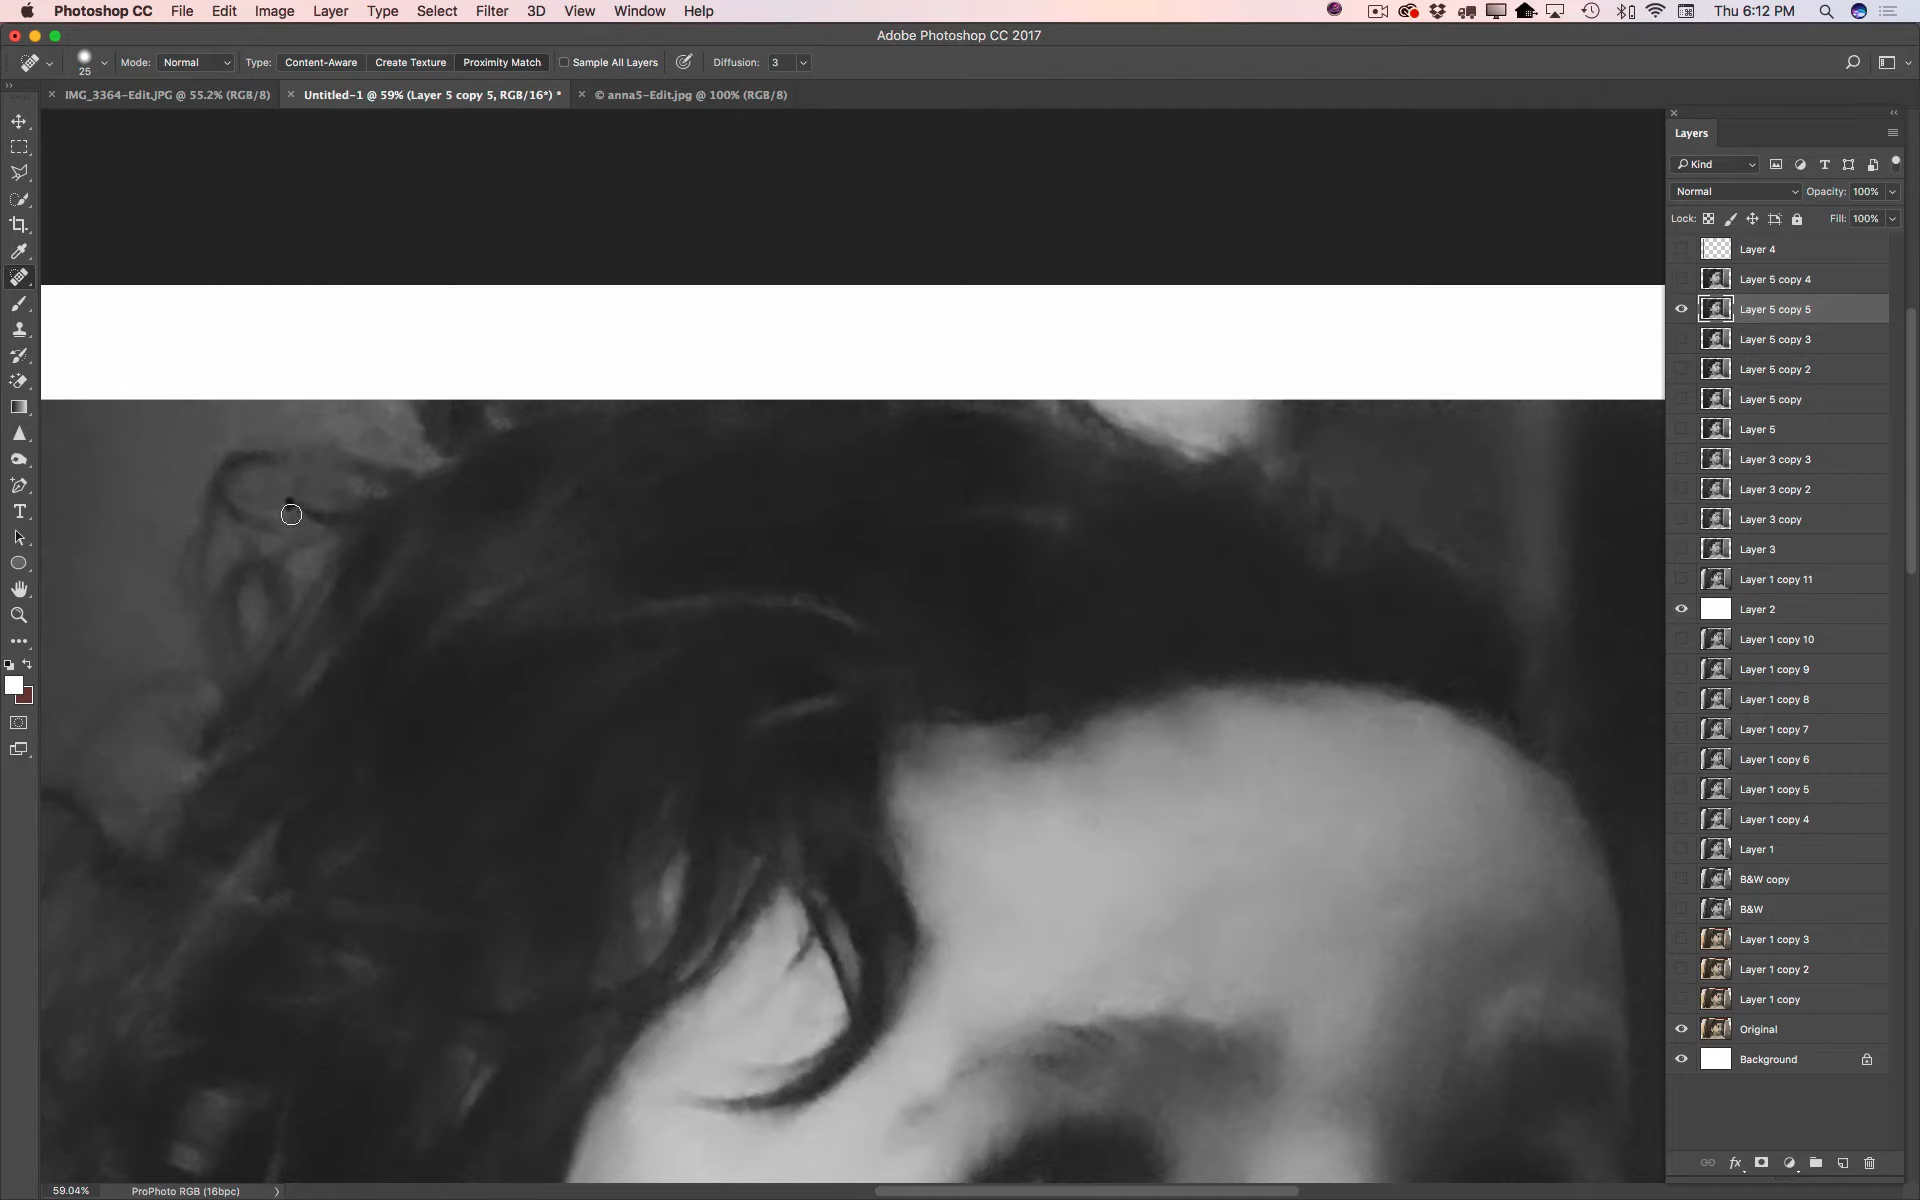 Photoshop CC File Edit Image Layer Type Select Filter 3D View Window Help Thu 6:12 PM
Adobe Photoshop CC 2017
25 Mode: Normal Type: Content-Aware Create Texture Proximity Match Sample All Layers Diffusion: 3
IMG_3364-Edit.JPG @ 55.2% (RGB/8) Untitled-1 @ 59% (Layer 5 copy 5, RGB/16*) * © anna5-Edit.jpg @ 100% (RGB/8)
Layers
Kind
Normal Opacity: 100%
Lock: Fill: 100%
Layer 4
Layer 5 copy 4
Layer 5 copy 5
Layer 5 copy 3
Layer 5 copy 2
Layer 5 copy
Layer 5
Layer 3 copy 3
Layer 3 copy 2
Layer 3 copy
Layer 3
Layer 1 copy 11
Layer 2
Layer 1 copy 10
Layer 1 copy 9
Layer 1 copy 8
Layer 1 copy 7
Layer 1 copy 6
Layer 1 copy 5
Layer 1 copy 4
Layer 1
B&W copy
B&W
Layer 1 copy 3
Layer 1 copy 2
Layer 1 copy
Original
Background
fx
59.04% ProPhoto RGB (16bpc)